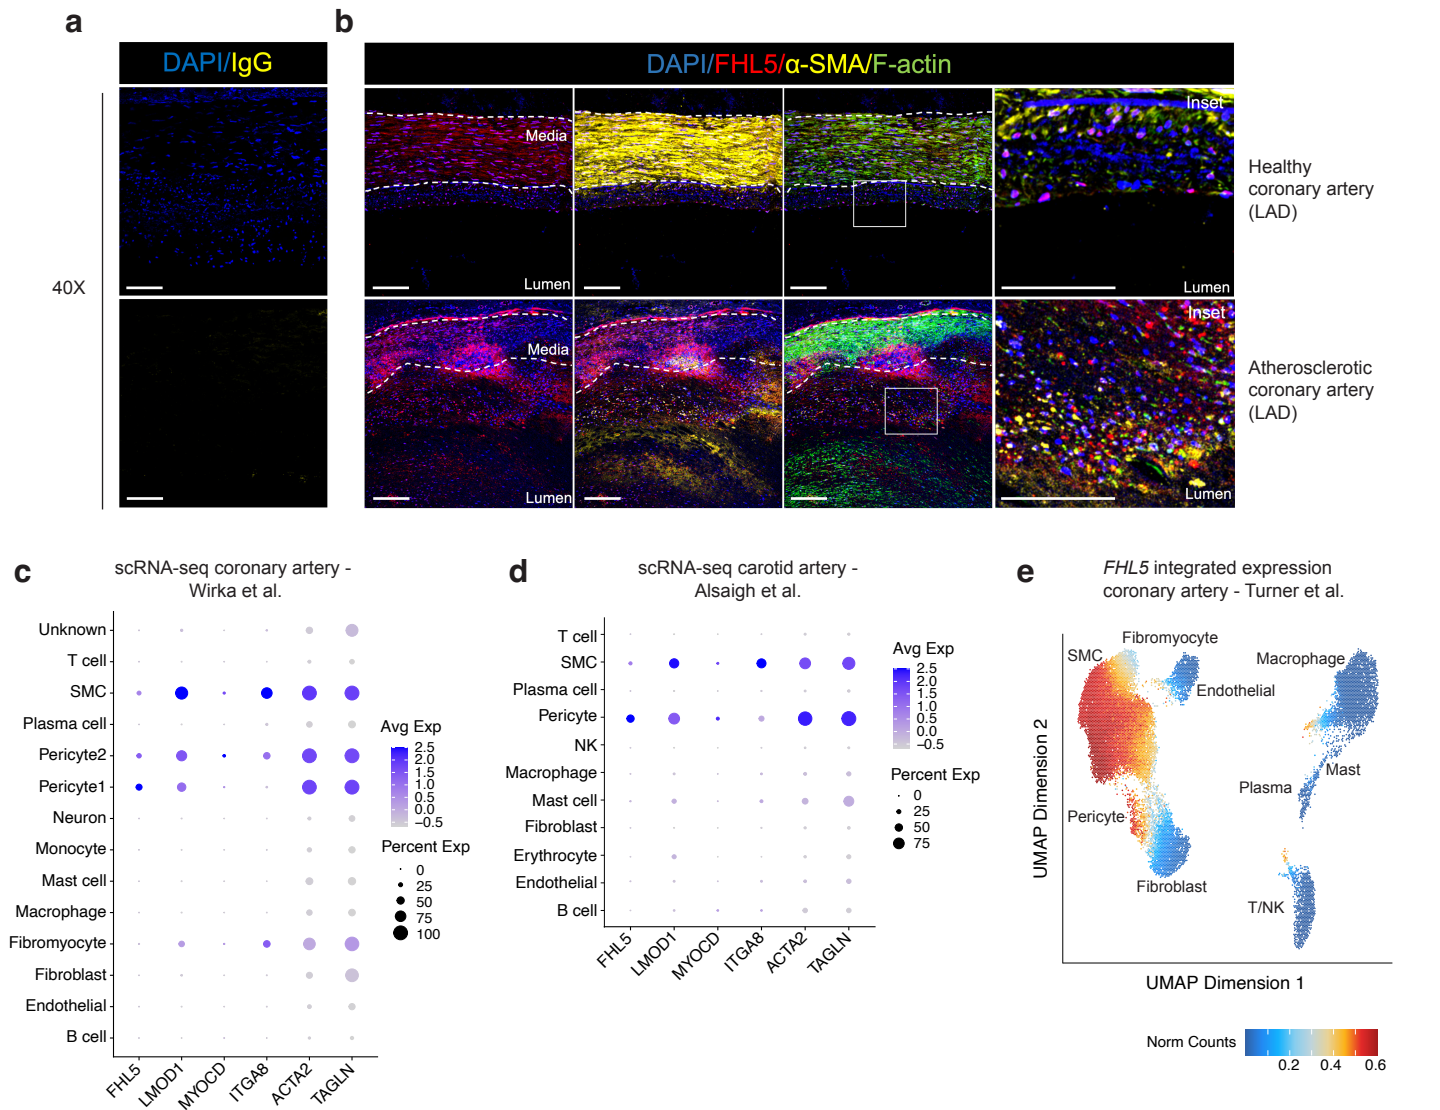 a
DAPI/IgG
40X
b
DAPI/FHL5/α-SMA/F-actin
Media
Lumen
Lumen
Inset
Lumen
Healthy
coronary artery
(LAD)
Media
Lumen
Lumen
Inset
Lumen
Atherosclerotic
coronary artery
(LAD)
c
scRNA-seq coronary artery -
Wirka et al.
Unknown
T cell
SMC
Plasma cell
Pericyte2
Pericyte1
Neuron
Monocyte
Mast cell
Macrophage
Fibromyocyte
Fibroblast
Endothelial
B cell
FHL5
LMOD1
MYOCD
ITGA8
ACTA2
TAGLN
Avg Exp
2.5
2.0
1.5
1.0
0.5
0.0
−0.5
Percent Exp
0
25
50
75
100
d
scRNA-seq carotid artery -
Alsaigh et al.
T cell
SMC
Plasma cell
Pericyte
NK
Macrophage
Mast cell
Fibroblast
Erythrocyte
Endothelial
B cell
FHL5
LMOD1
MYOCD
ITGA8
ACTA2
TAGLN
Avg Exp
2.5
2.0
1.5
1.0
0.5
0.0
−0.5
Percent Exp
0
25
50
75
e
FHL5 integrated expression
coronary artery - Turner et al.
Fibromyocyte
SMC
Endothelial
Macrophage
Mast
Plasma
Pericyte
Fibroblast
T/NK
UMAP Dimension 2
UMAP Dimension 1
Norm Counts
0.2 0.4 0.6